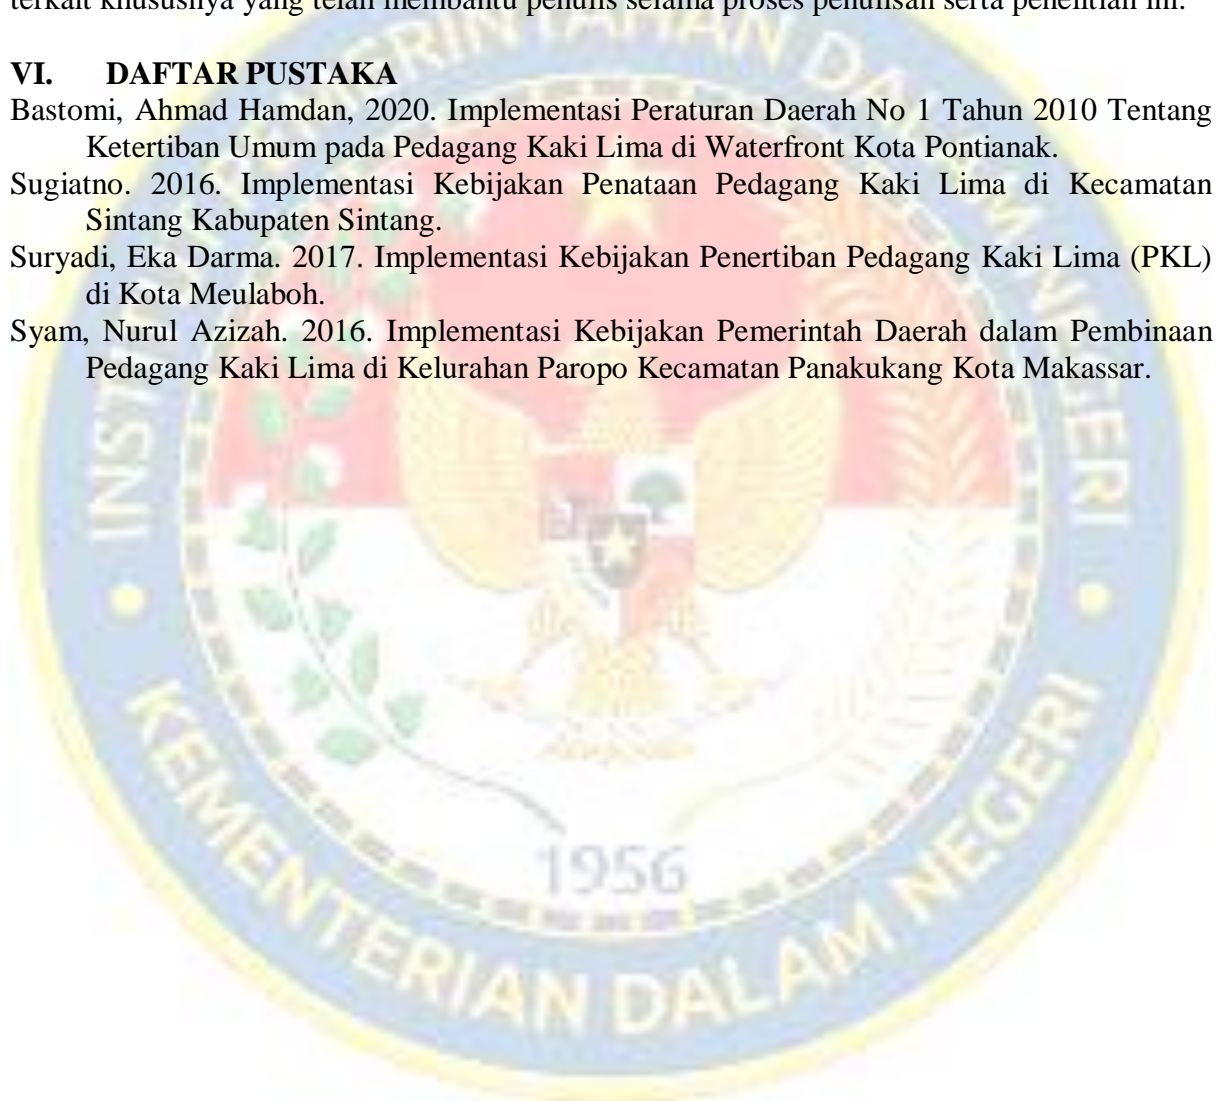 terkait khususnya yang telah membantu penulis selama proses penulisan serta penelitian ini.
VI. DAFTAR PUSTAKA
Bastomi, Ahmad Hamdan, 2020. Implementasi Peraturan Daerah No 1 Tahun 2010 Tentang
Ketertiban Umum pada Pedagang Kaki Lima di Waterfront Kota Pontianak.
Sugiatno. 2016. Implementasi Kebijakan Penataan Pedagang Kaki Lima di Kecamatan
Sintang Kabupaten Sintang.
Suryadi, Eka Darma. 2017. Implementasi Kebijakan Penertiban Pedagang Kaki Lima (PKL)
di Kota Meulaboh.
Syam, Nurul Azizah. 2016. Implementasi Kebijakan Pemerintah Daerah dalam Pembinaan
Pedagang Kaki Lima di Kelurahan Paropo Kecamatan Panakukang Kota Makassar.
INSTITUT PEMERINTAHAN DALAM NEGERI
1956
KEMENTERIAN DALAM NEGERI